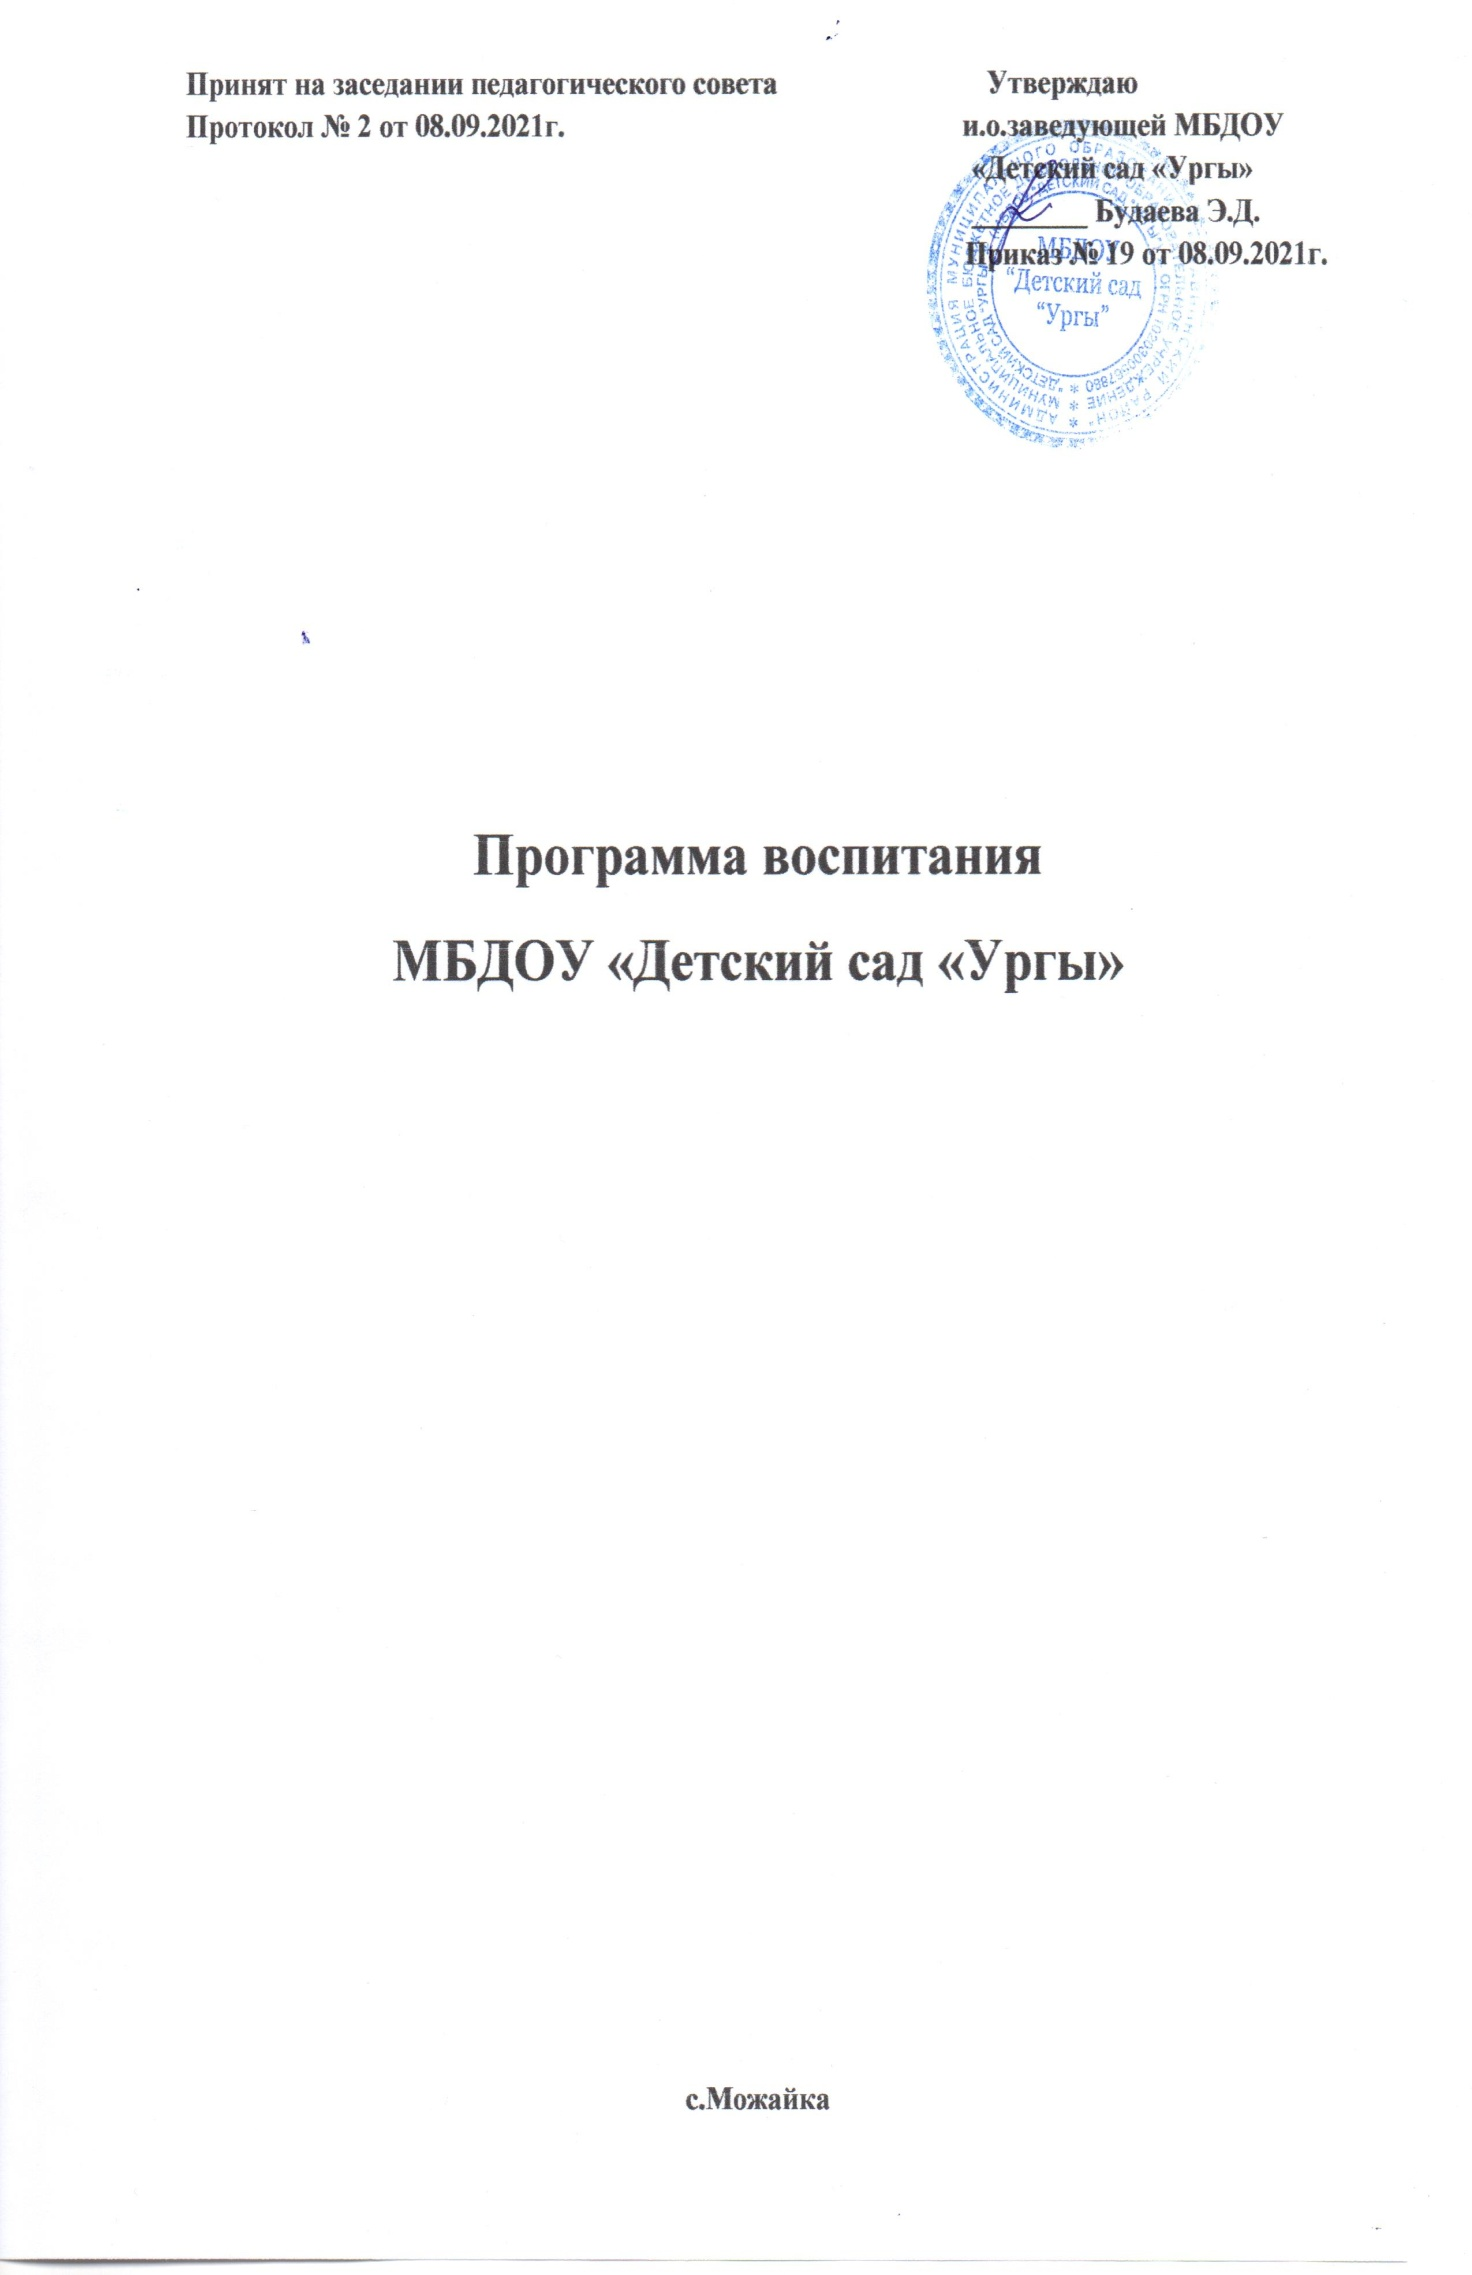 Принят на заседании педагогического совета
Протокол № 2 от 08.09.2021г.
Утверждаю
и.о.заведующей МБДОУ
«Детский сад «Ургы»
________ Будаева Э.Д.
Приказ № 19 от 08.09.2021г.
МБДОУ
“Детский сад
“Ургы”
Программа воспитания
МБДОУ «Детский сад «Ургы»
с.Можайка